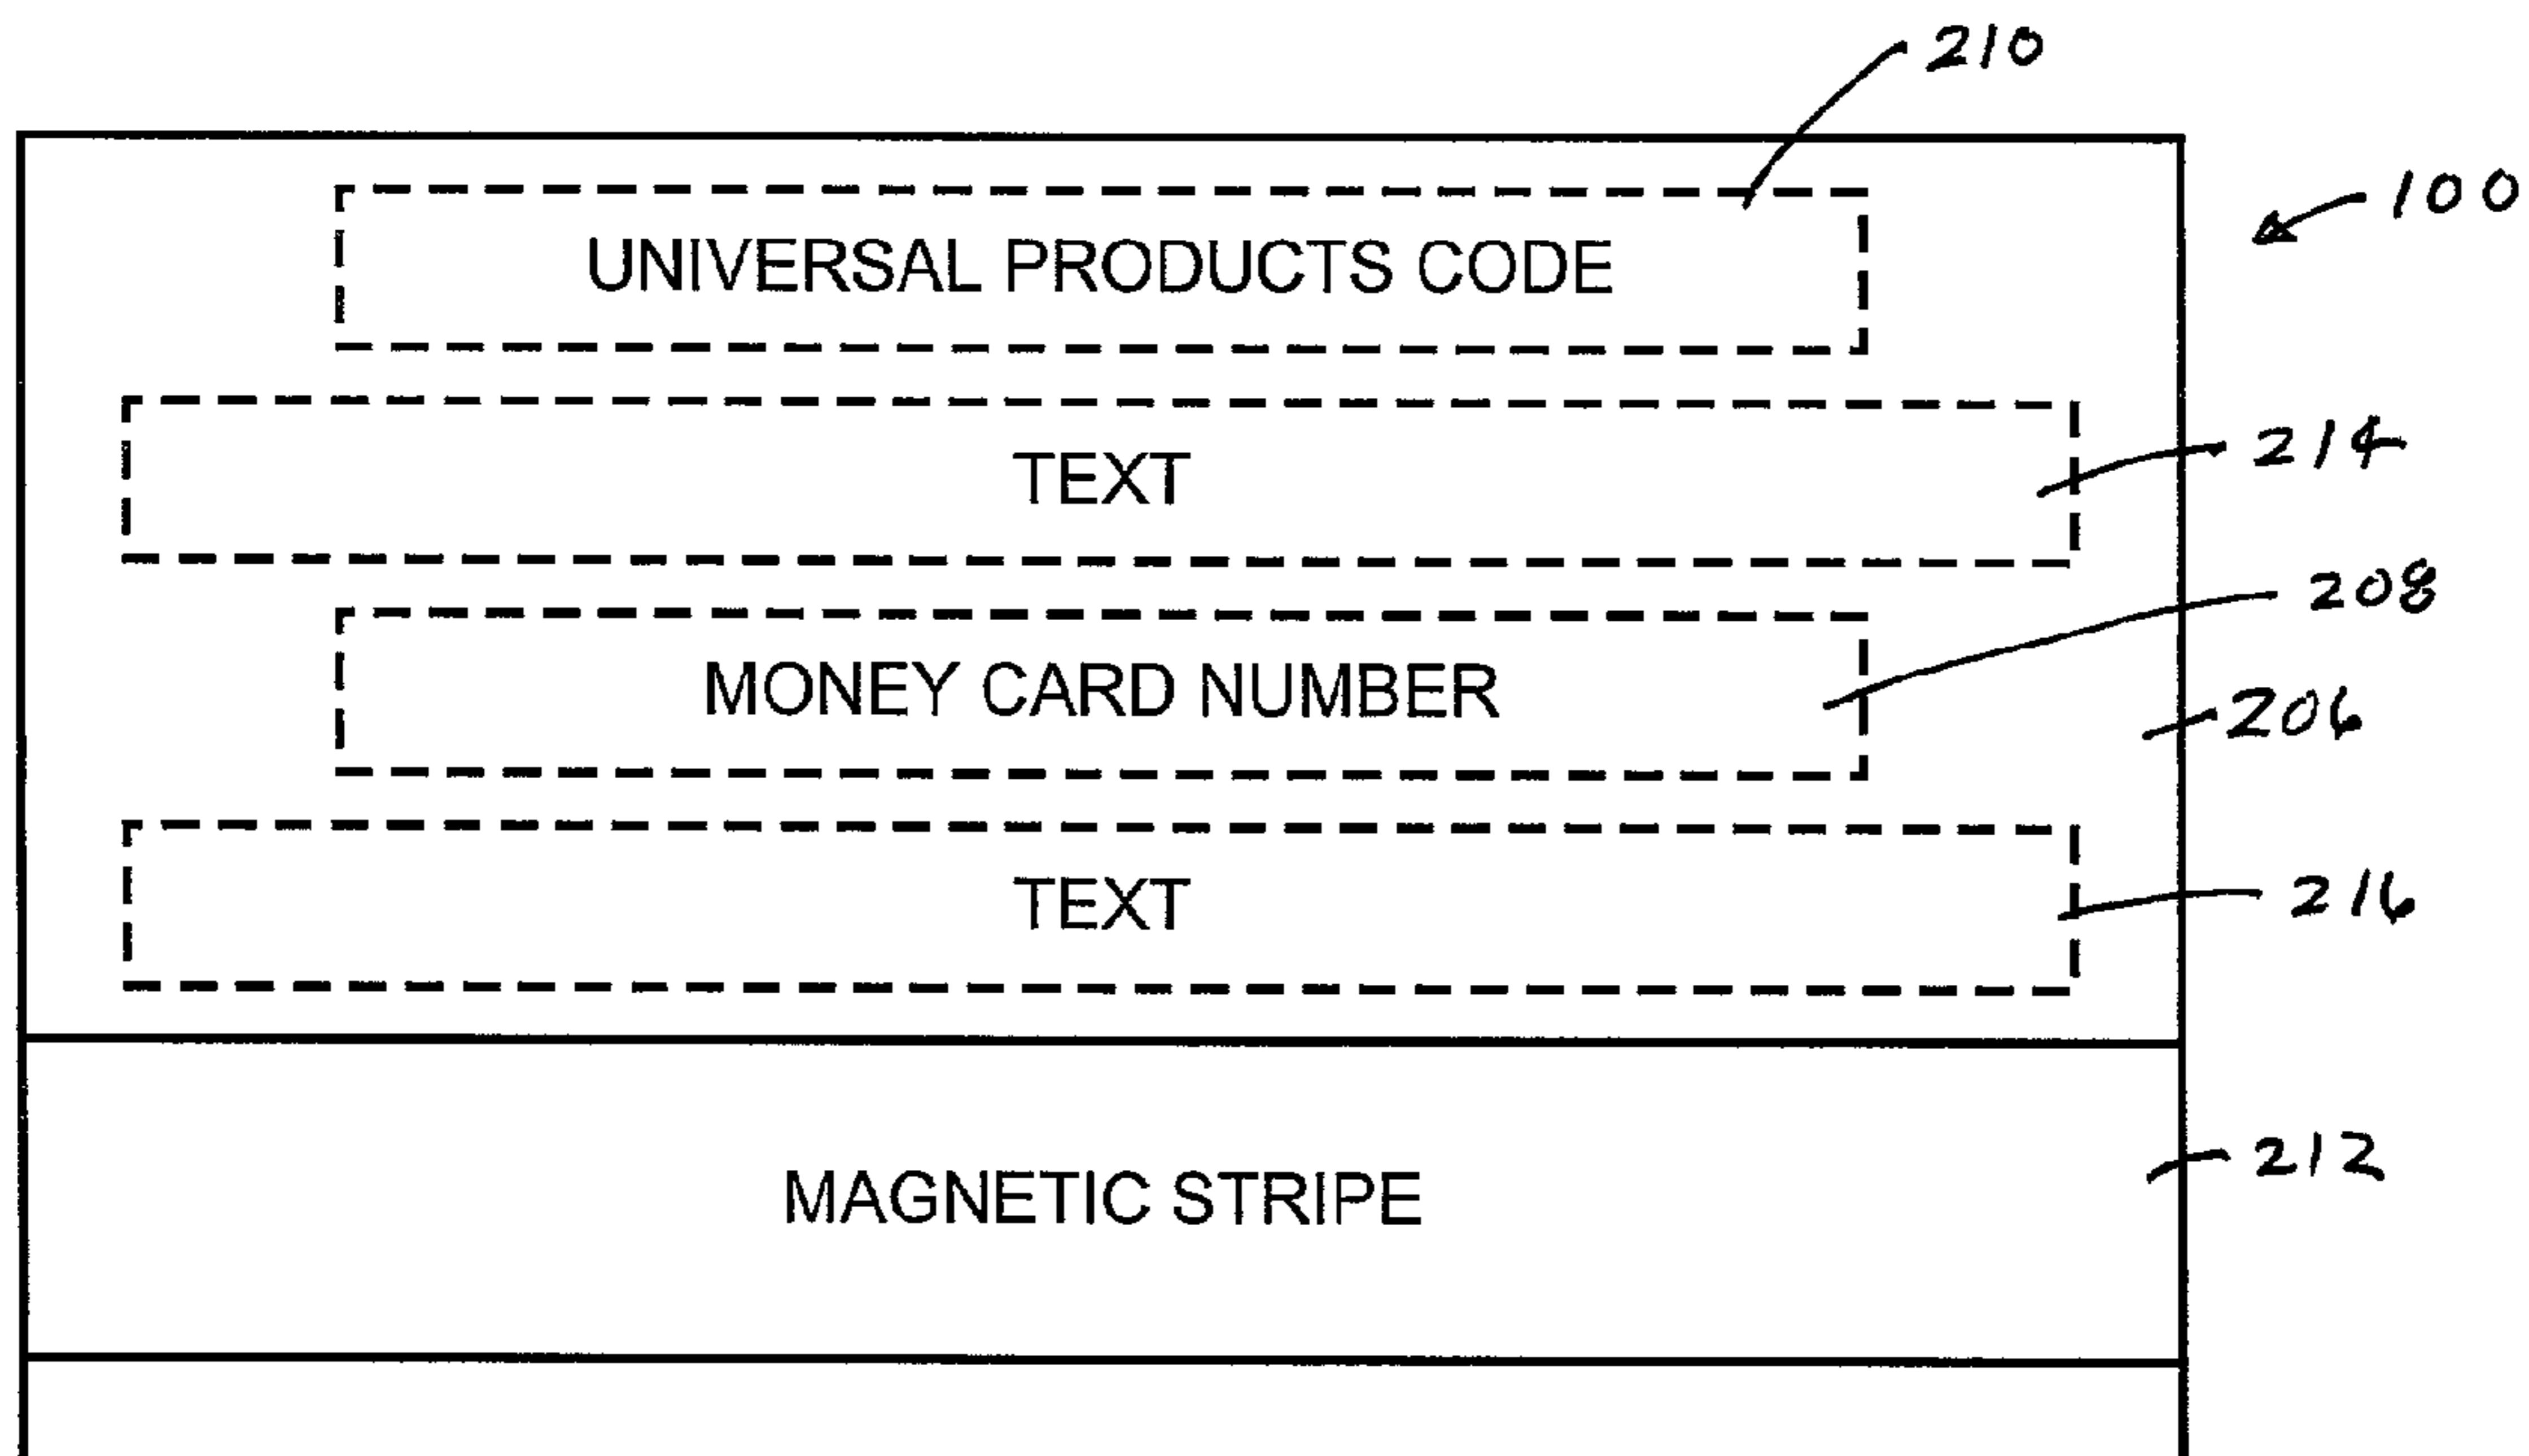 210
100
UNIVERSAL PRODUCTS CODE
TEXT
214
208
MONEY CARD NUMBER
206
TEXT
216
MAGNETIC STRIPE
212